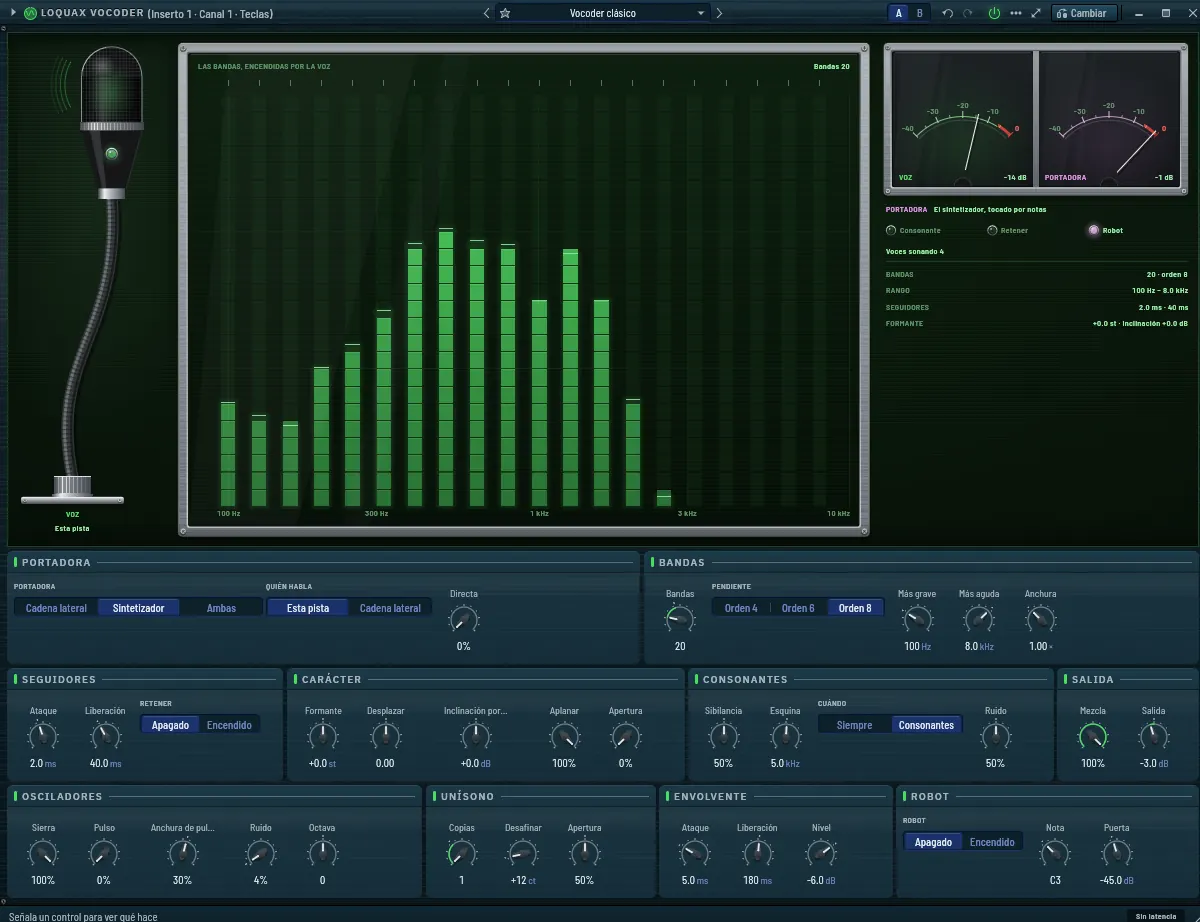 LOQUAX VOCODER (Inserto 1 · Canal 1 · Teclas)
Vocoder clásico
A B
Cambiar
LAS BANDAS, ENCENDIDAS POR LA VOZ
Bandas 20
100 Hz 300 Hz 1 kHz 3 kHz 10 kHz
VOZ
Esta pista
-40 -30 -20 -10 0
VOZ -14 dB
-40 -30 -20 -10 0
PORTADORA -1 dB
PORTADORA El sintetizador, tocado por notas
Consonante Retener Robot
Voces sonando 4
BANDAS 20 · orden 8
RANGO 100 Hz – 8.0 kHz
SEGUIDORES 2.0 ms · 40 ms
FORMANTE +0.0 st · Inclinación +0.0 dB
PORTADORA
PORTADORA QUIÉN HABLA
Cadena lateral Sintetizador Ambas
Esta pista Cadena lateral
Directa
0%
BANDAS
Bandas
20
PENDIENTE
Orden 4 Orden 6 Orden 8
Más grave Más aguda Anchura
100 Hz 8.0 kHz 1.00 ×
SEGUIDORES
Ataque Liberación
2.0 ms 40.0 ms
RETENER
Apagado Encendido
CARÁCTER
Formante Desplazar Inclinación por... Aplanar Apertura
+0.0 st 0.00 +0.0 dB 100% 0%
CONSONANTES
Sibilancia Esquina
50% 5.0 kHz
CUÁNDO
Siempre Consonantes
Ruido
50%
SALIDA
Mezcla Salida
100% -3.0 dB
OSCILADORES
Sierra Pulso Anchura de pul... Ruido Octava
100% 0% 30% 4% 0
UNÍSONO
Copias Desafinar Apertura
1 +12 ct 50%
ENVOLVENTE
Ataque Liberación Nivel
5.0 ms 180 ms -6.0 dB
ROBOT
ROBOT
Apagado Encendido
Nota Puerta
C3 -45.0 dB
Señala un control para ver qué hace
Sin latencia